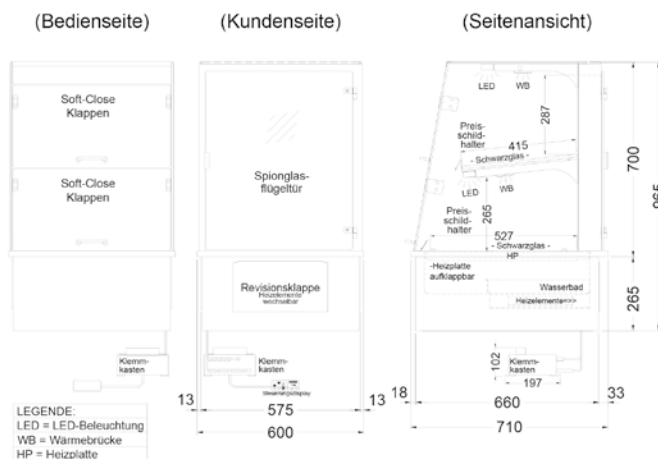 (Bedienseite)
(Kundenseite)
(Seitenansicht)
Soft-Close
Klappen
Soft-Close
Klappen
Spionglas-
flügeltür
Revisionsklappe
Heizelemente
wechselbar
Klemm-
kasten
Klemm-
kasten
Steuerungsdisplay
13
575
13
600
LED
WB
287
Preis-
schild-
halter
415
- Schwarzglas -
LED
WB
265
Preis-
schild-
halter
527
- Schwarzglas -
HP
-Heizplatte
aufklappbar
Wasserbad
Heizelemente<=>>
700
265
965
102
Klemm-
kasten
197
18
660
33
710
LEGENDE:
LED = LED-Beleuchtung
WB = Wärmebrücke
HP = Heizplatte